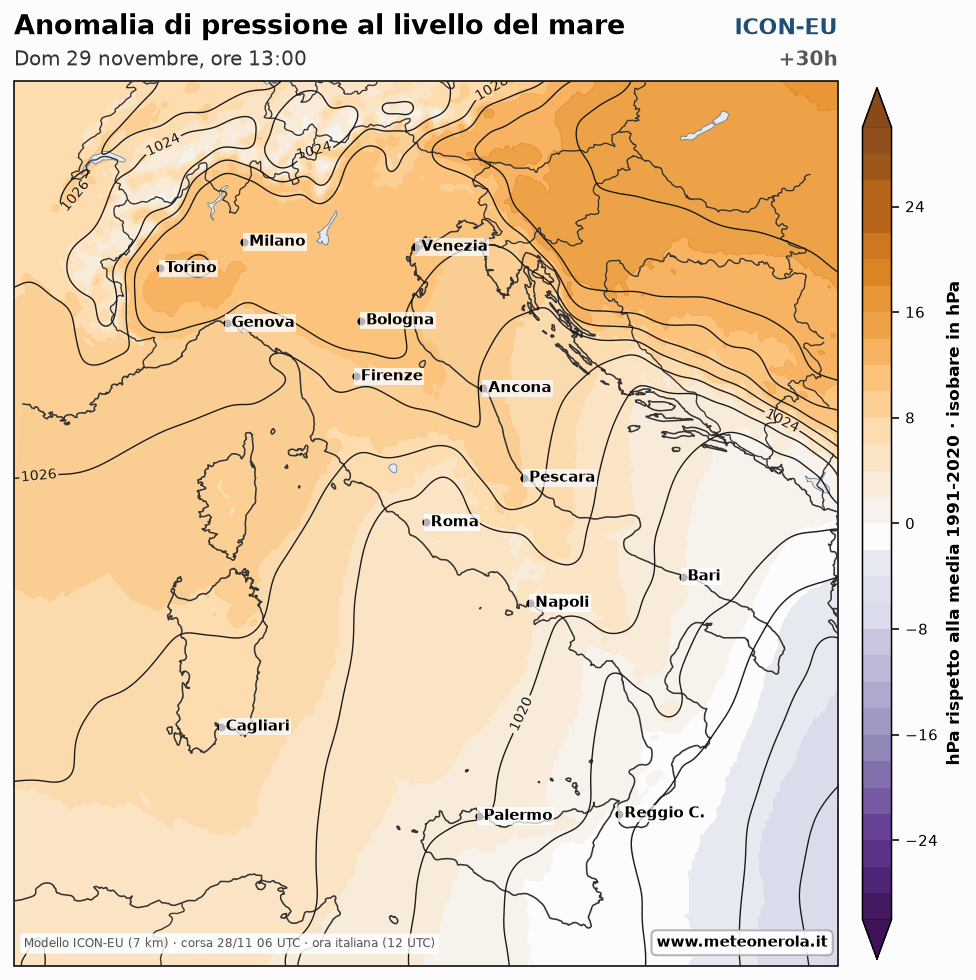 Anomalia di pressione al livello del mare
ICON-EU
Dom 29 novembre, ore 13:00
+30h
1026
1024
1024
1026
Milano
Venezia
Torino
Genova
Bologna
Firenze
Ancona
1024
1026
Pescara
Roma
Bari
Napoli
1020
Cagliari
Palermo
Reggio C.
24
16
8
0
−8
−16
−24
hPa rispetto alla media 1991-2020 · isobare in hPa
Modello ICON-EU (7 km) · corsa 28/11 06 UTC · ora italiana (12 UTC)
www.meteonerola.it